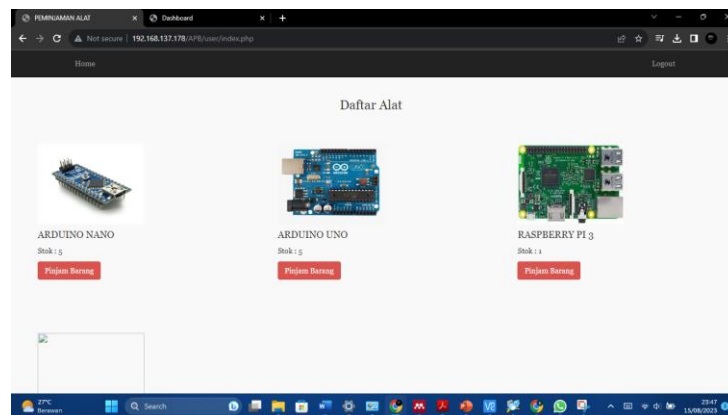 PEMINJAMAN ALAT
Dashboard
Not secure 192.168.137.178/APB/user/index.php
Home Logout
Daftar Alat
ARDUINO NANO
Stok : 5
Pinjam Barang
ARDUINO UNO
Stok : 5
Pinjam Barang
RASPBERRY PI 3
Stok : 1
Pinjam Barang
27°C
Berawan
Search
23:47
15/08/2023